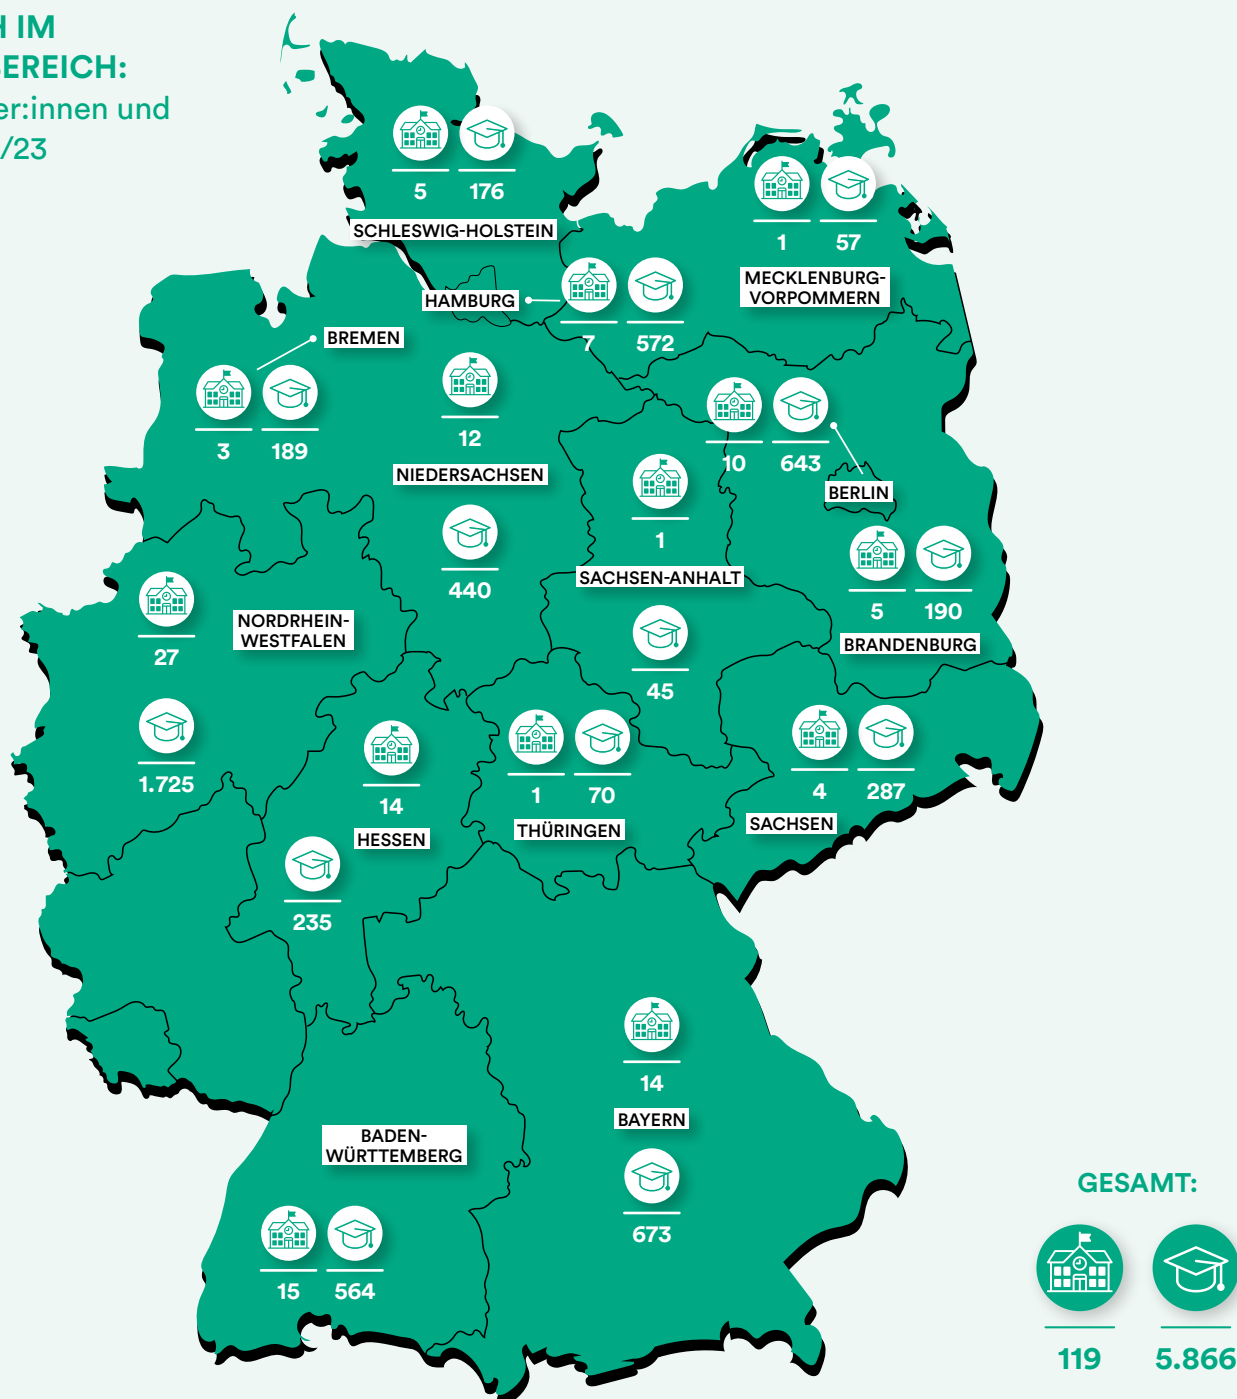 H IM
BEREICH:
er:innen und
/23
5 176
SCHLESWIG-HOLSTEIN
1 57
MECKLENBURG-
VORPOMMERN
HAMBURG
7 572
BREMEN
3 189
12
NIEDERSACHSEN
440
10 643
BERLIN
1
SACHSEN-ANHALT
45
5 190
BRANDENBURG
27
NORDRHEIN-
WESTFALEN
1.725
14
HESSEN
235
1 70
THÜRINGEN
4 287
SACHSEN
14
BAYERN
673
BADEN-
WÜRTTEMBERG
15 564
GESAMT:
119 5.866